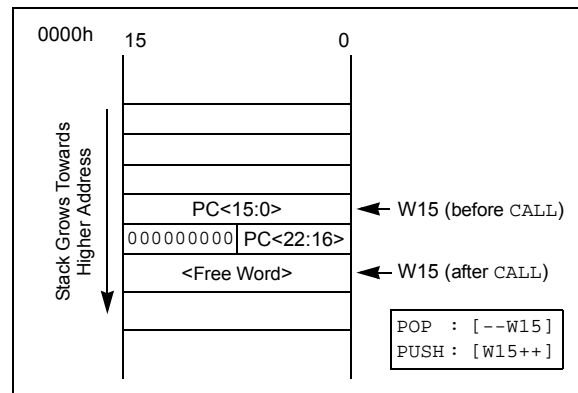 0000h
15 0
Stack Grows Towards
Higher Address
PC<15:0>
W15 (before CALL)
000000000 PC<22:16>
<Free Word>
W15 (after CALL)
POP : [--W15]
PUSH : [W15++]